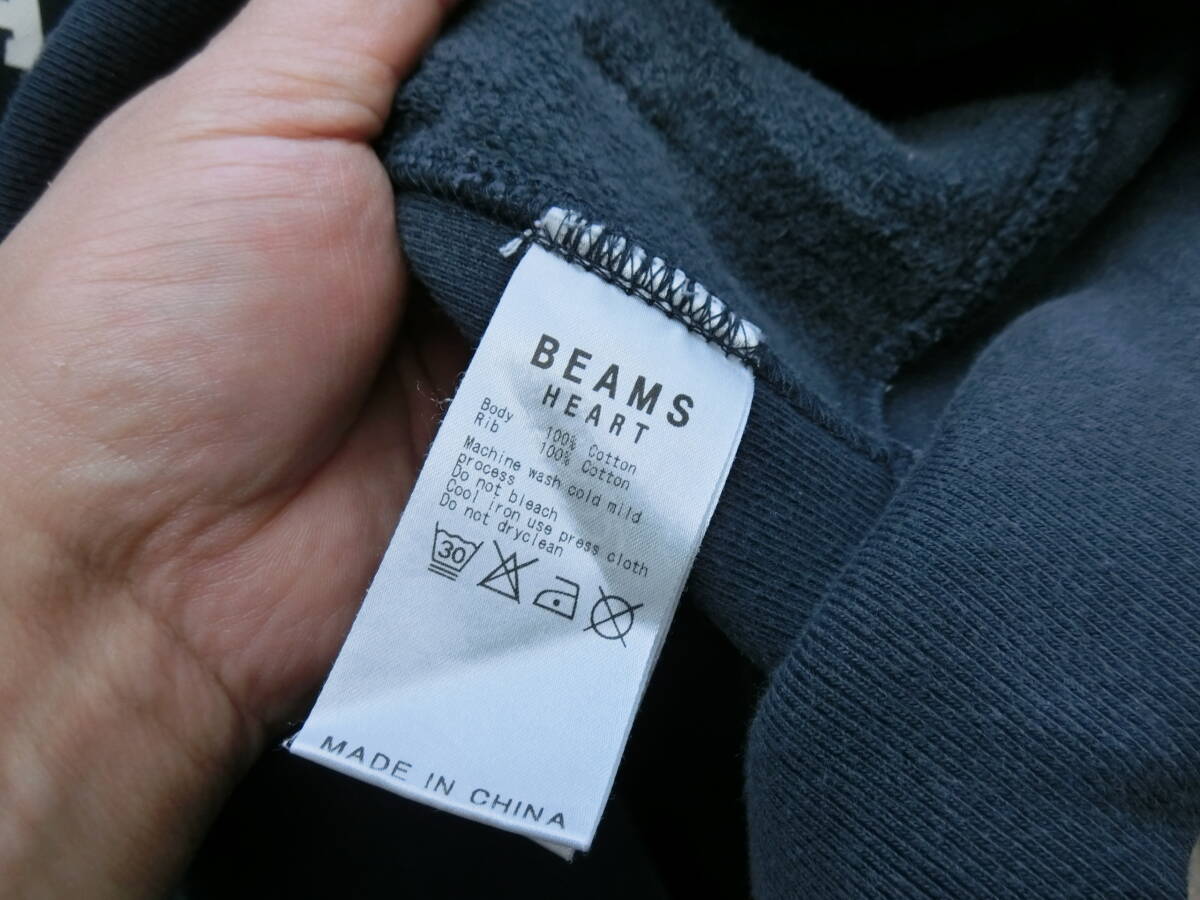 BEAMS
HEART
Body 100% Cotton
Rib 100% Cotton
Machine wash cold mild
process
Do not bleach
Cool iron use press cloth
Do not dryclean
30
MADE IN CHINA